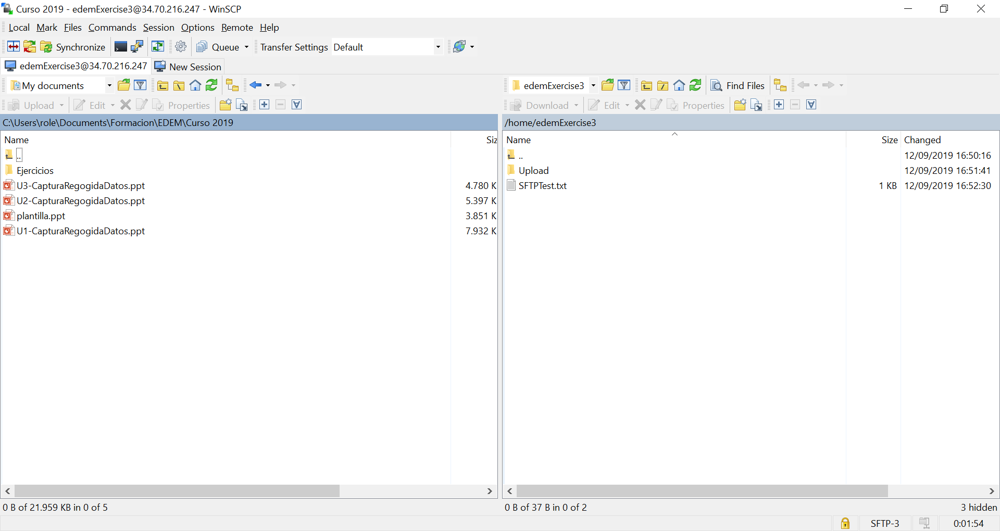 Curso 2019 - edemExercise3@34.70.216.247 - WinSCP
Local Mark Files Commands Session Options Remote Help
Synchronize Queue Transfer Settings Default
edemExercise3@34.70.216.247 New Session
My documents
edemExercise3 Find Files
Upload Edit Properties
Download Edit Properties
C:\Users\role\Documents\Formacion\EDEM\Curso 2019
Name Siz
..
Ejercicios
U3-CapturaRegogidaDatos.ppt 4.780 K
U2-CapturaRegogidaDatos.ppt 5.397 K
plantilla.ppt 3.851 K
U1-CapturaRegogidaDatos.ppt 7.932 K
0 B of 21.959 KB in 0 of 5
/home/edemExercise3
Name Size Changed
.. 12/09/2019 16:50:16
Upload 12/09/2019 16:51:41
SFTPTest.txt 1 KB 12/09/2019 16:52:30
0 B of 37 B in 0 of 2 3 hidden
SFTP-3 0:01:54